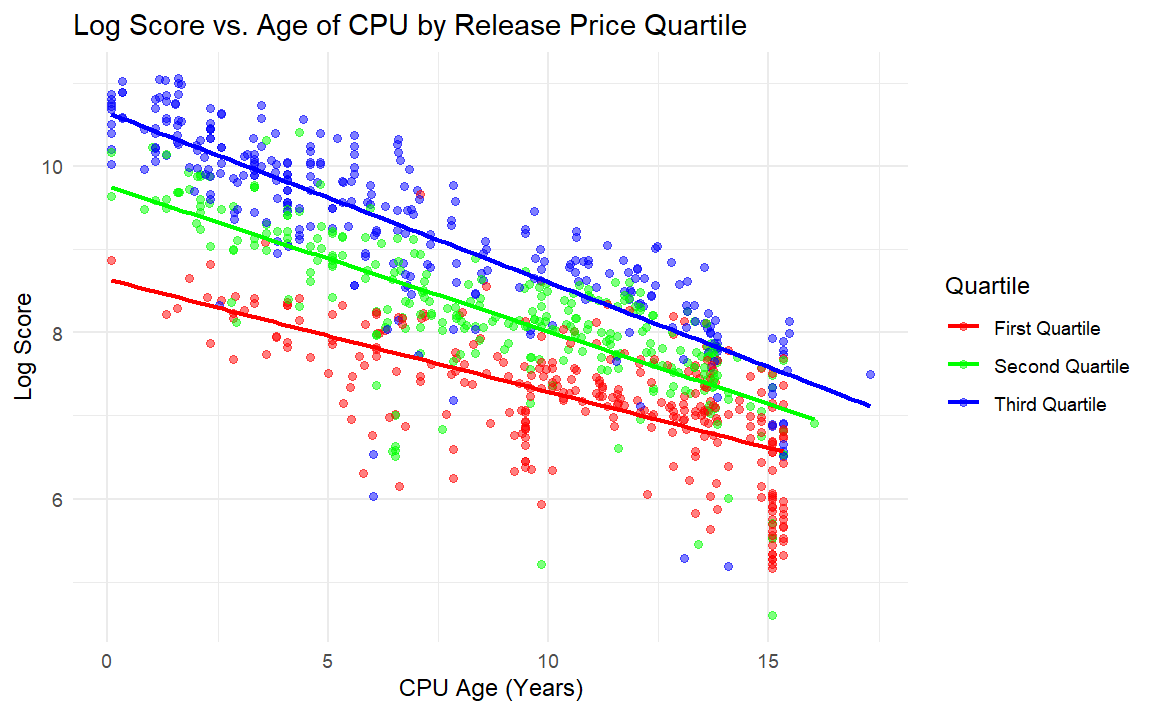 Log Score vs. Age of CPU by Release Price Quartile
Log Score
10
8
6
0
5
10
15
CPU Age (Years)
Quartile
First Quartile
Second Quartile
Third Quartile